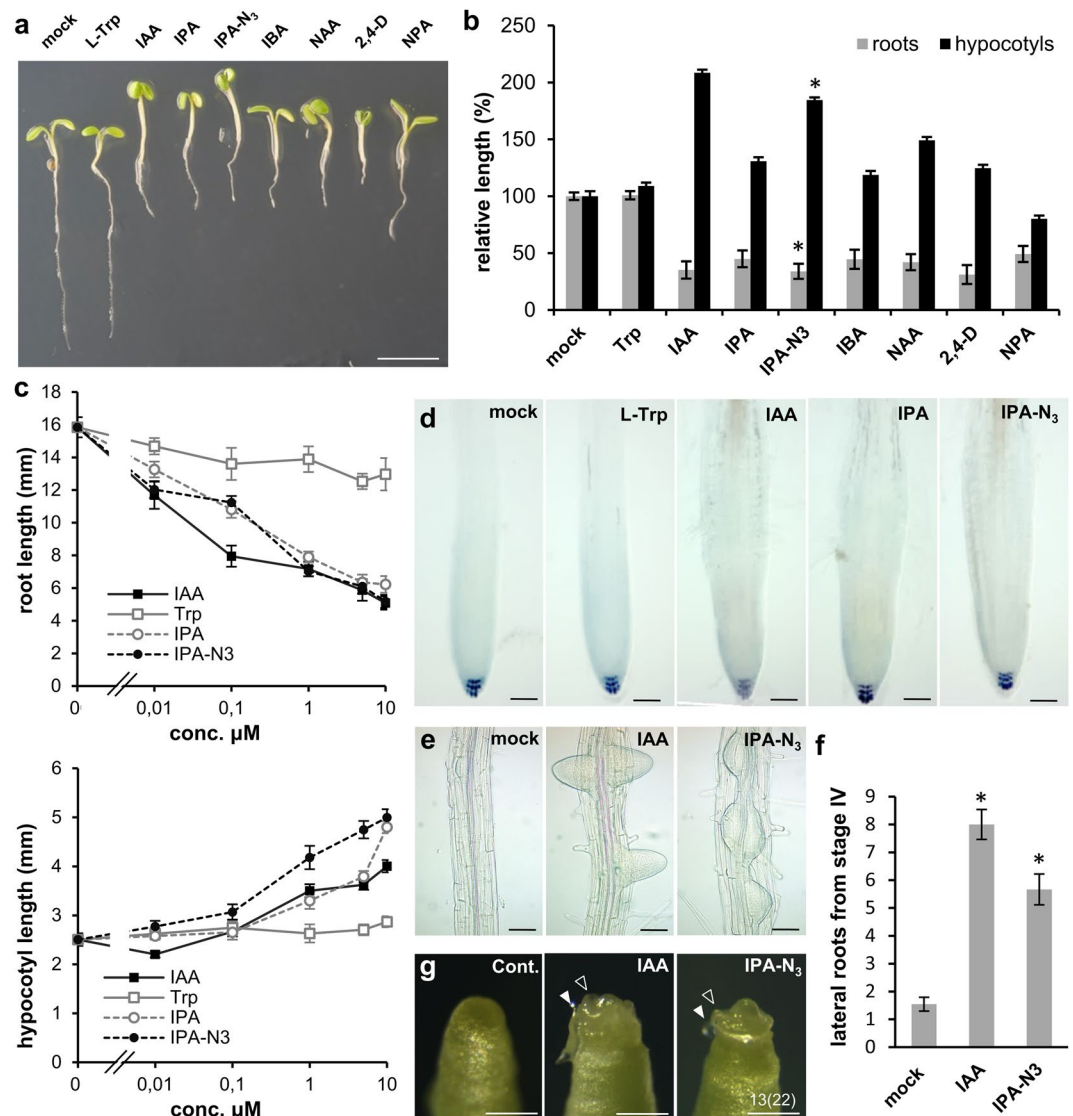 a
mock L-Trp IAA IPA IPA-N₃ IBA NAA 2,4-D NPA
b
250
200
150
100
50
0
relative length (%)
roots hypocotyls
*
*
mock Trp IAA IPA IPA-N3 IBA NAA 2,4-D NPA
c
18
16
14
12
10
8
6
4
2
0
root length (mm)
IAA
Trp
IPA
IPA-N3
0 0,01 0,1 1 10
conc. µM
6
5
4
3
2
1
0
hypocotyl length (mm)
IAA
Trp
IPA
IPA-N3
0 0,01 0,1 1 10
conc. µM
d
mock L-Trp IAA IPA IPA-N₃
e
mock IAA IPA-N₃
f
9
8
7
6
5
4
3
2
1
0
lateral roots from stage IV
*
*
mock IAA IPA-N3
g
Cont. IAA IPA-N₃
13(22)